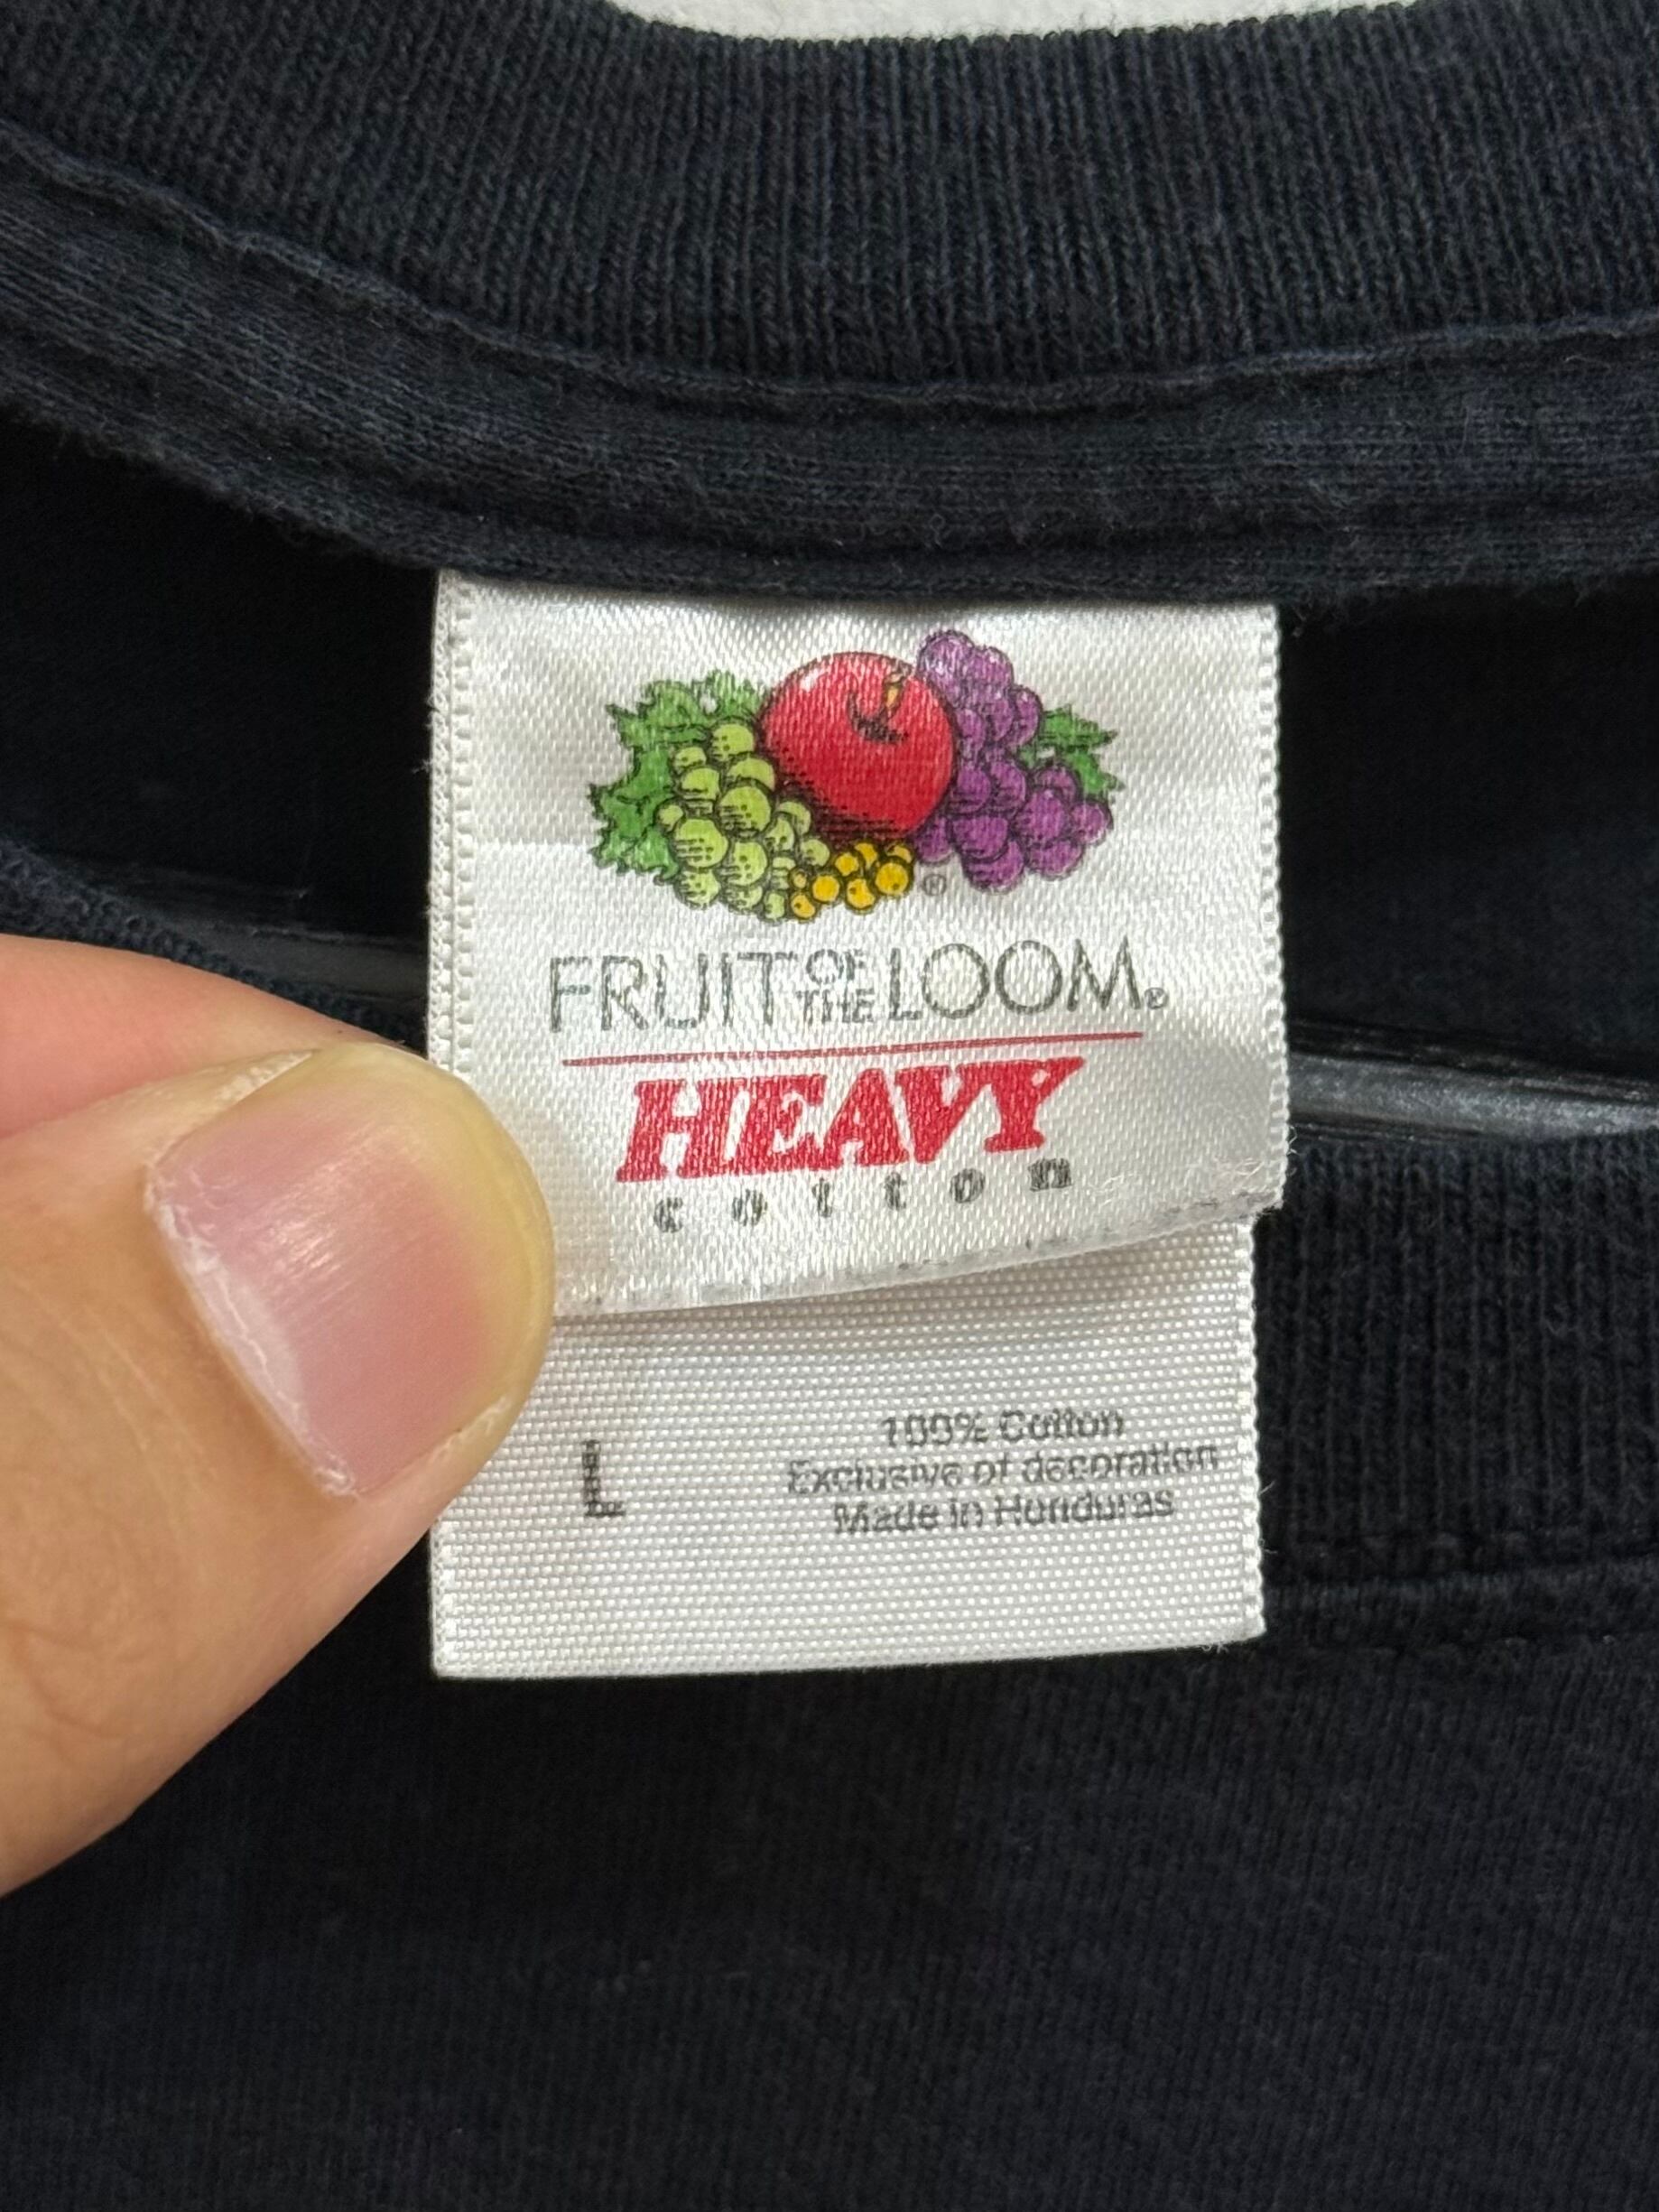 ®
FRUIT OF THE LOOM®
HEAVY
cotton
L
100% Cotton
Exclusive of decoration
Made in Honduras